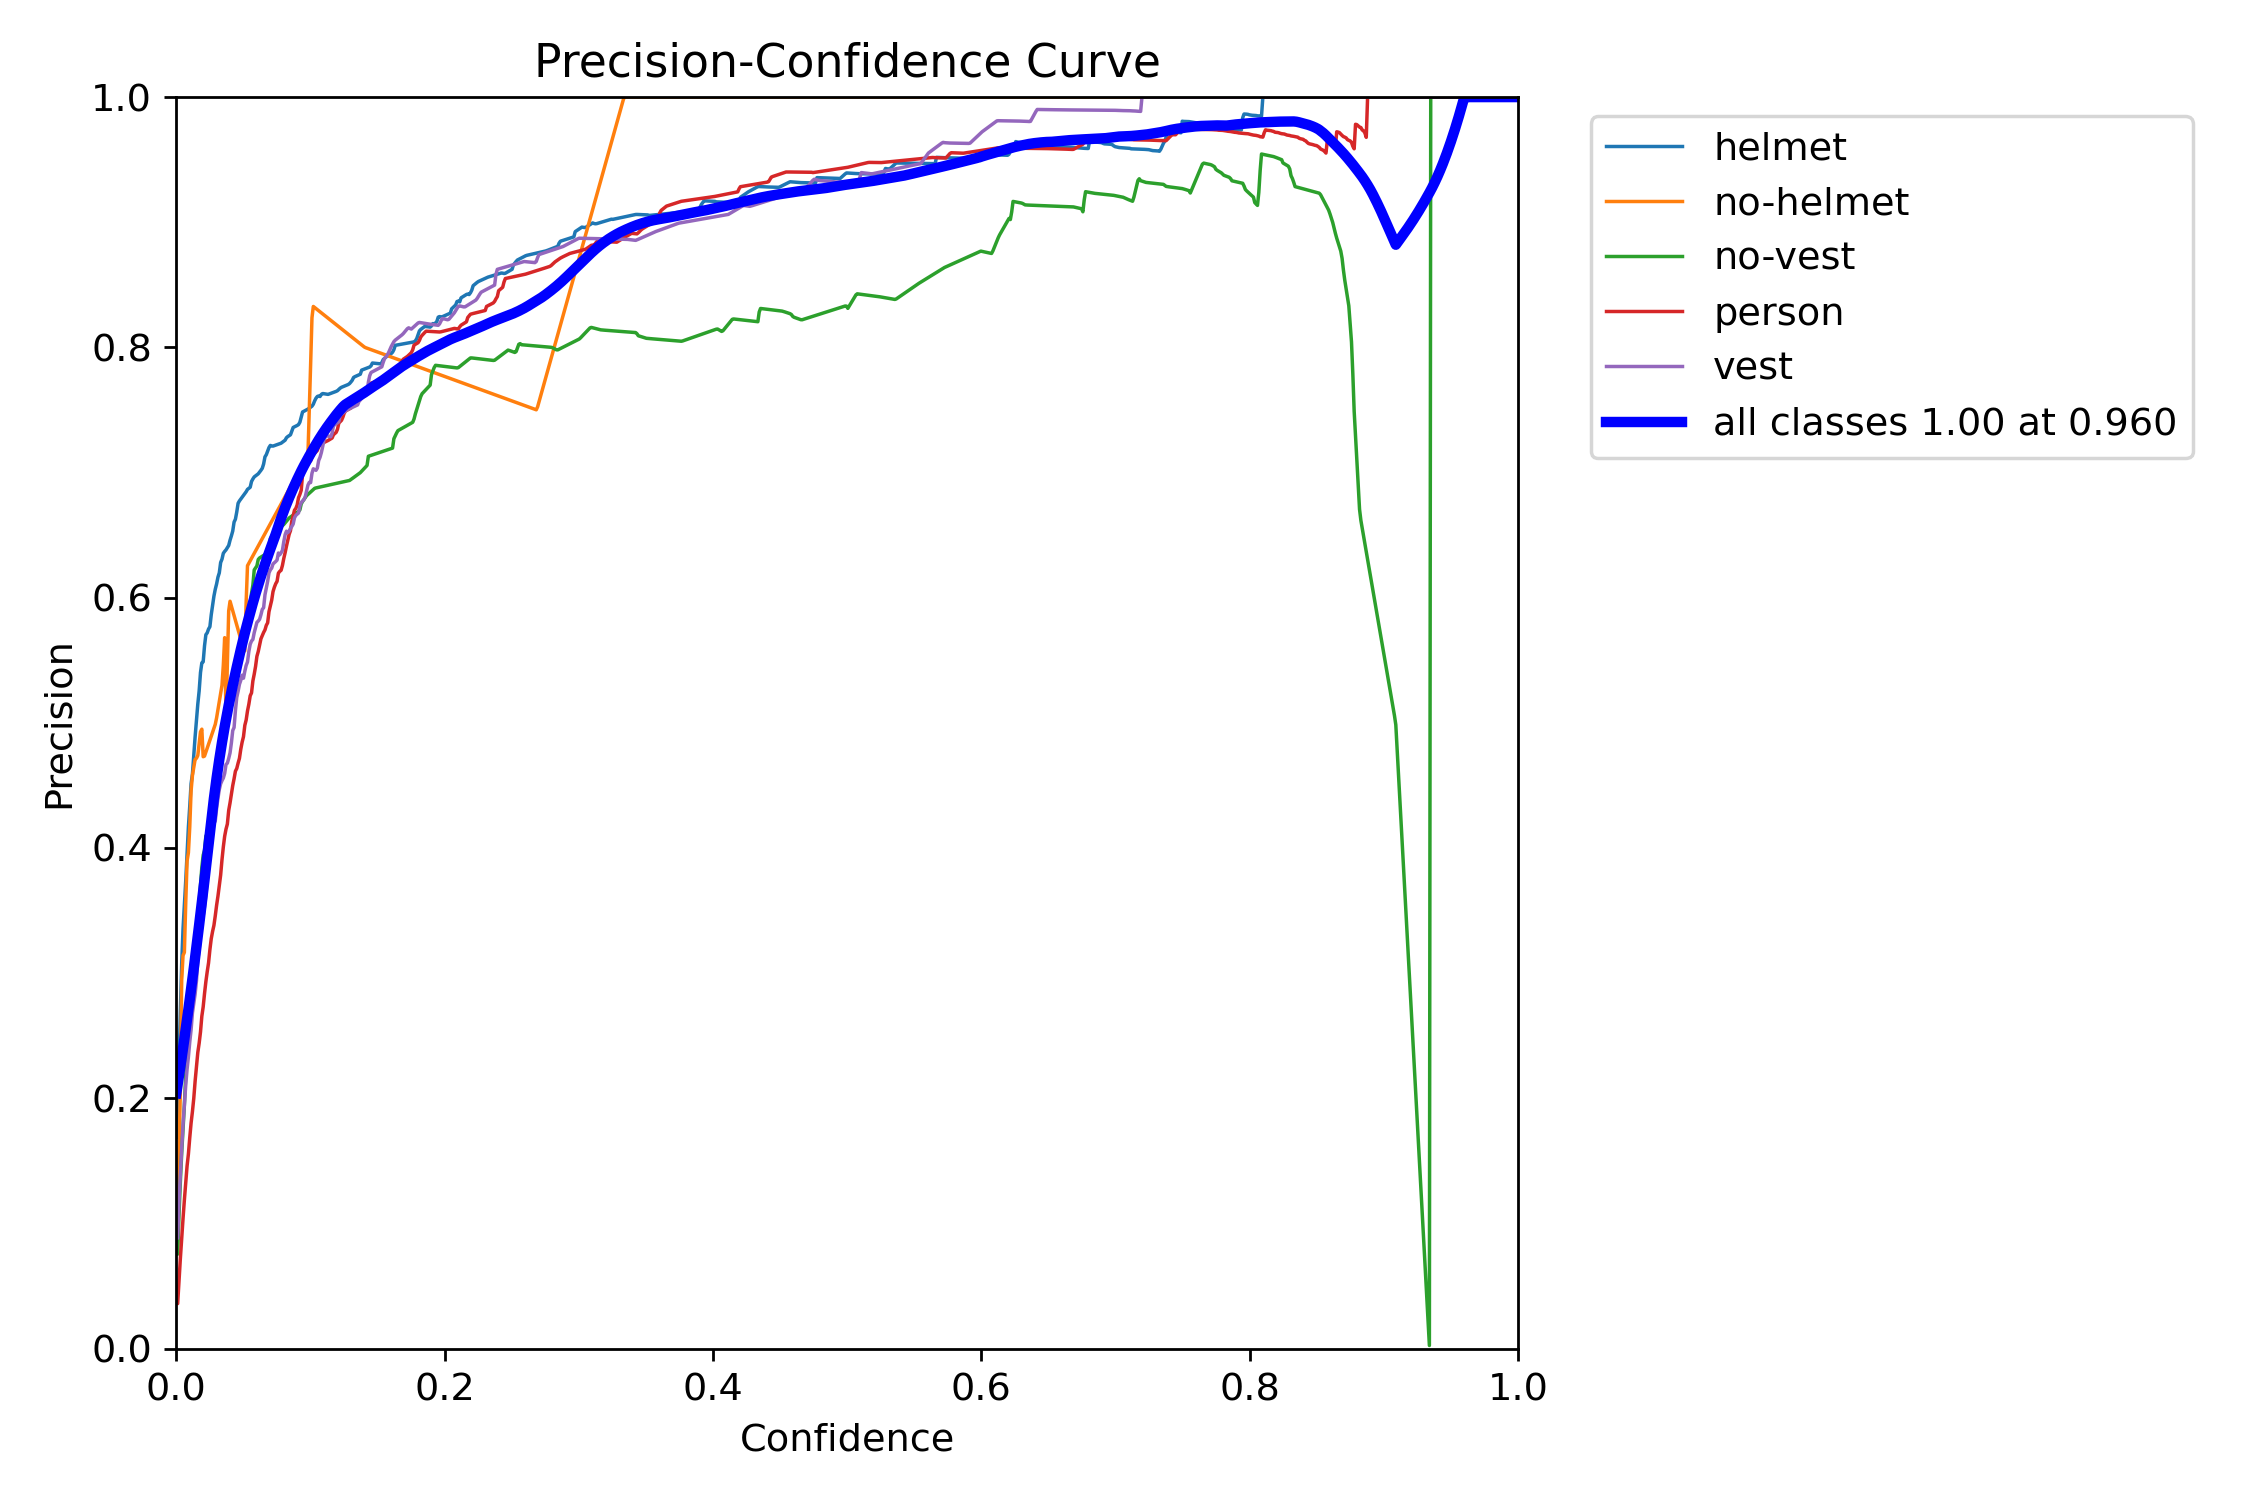 Precision-Confidence Curve
1.0
0.8
0.6
0.4
0.2
0.0
Precision
0.0 0.2 0.4 0.6 0.8 1.0
Confidence
helmet
no-helmet
no-vest
person
vest
all classes 1.00 at 0.960